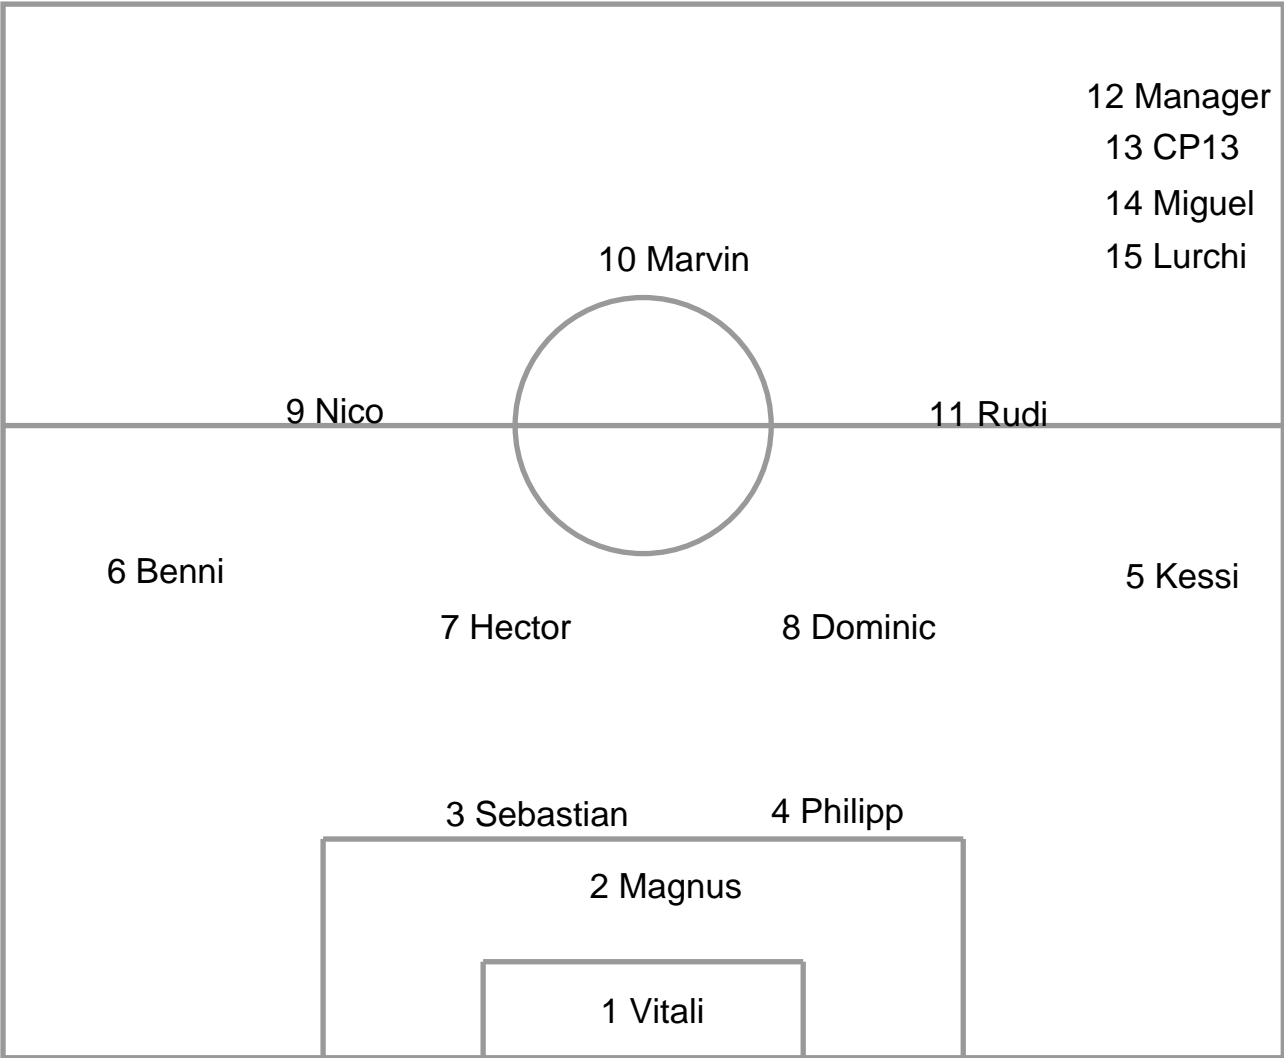 12 Manager
13 CP13
14 Miguel
15 Lurchi
10 Marvin
9 Nico
11 Rudi
6 Benni
5 Kessi
7 Hector
8 Dominic
3 Sebastian
4 Philipp
2 Magnus
1 Vitali